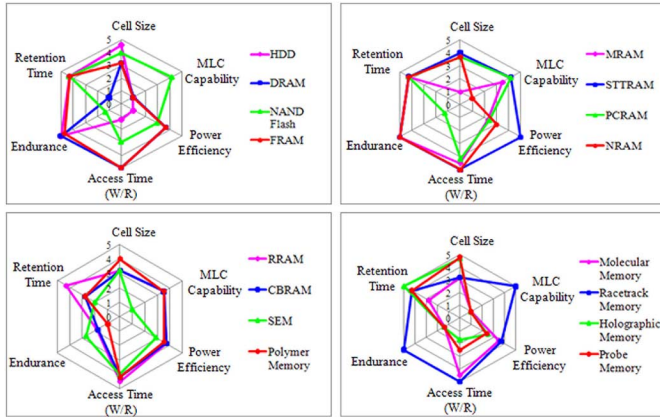 Cell Size
5
4
3
2
1
0
Retention
Time
MLC
Capability
Endurance
Power
Efficiency
Access Time
(W/R)
HDD
DRAM
NAND
Flash
FRAM
Cell Size
5
4
3
2
1
0
Retention
Time
MLC
Capability
Endurance
Power
Efficiency
Access Time
(W/R)
MRAM
STTRAM
PCRAM
NRAM
Cell Size
5
4
3
2
1
0
Retention
Time
MLC
Capability
Endurance
Power
Efficiency
Access Time
(W/R)
RRAM
CBRAM
SEM
Polymer
Memory
Cell Size
5
4
3
2
1
0
Retention
Time
MLC
Capability
Endurance
Power
Efficiency
Access Time
(W/R)
Molecular
Memory
Racetrack
Memory
Holographic
Memory
Probe
Memory